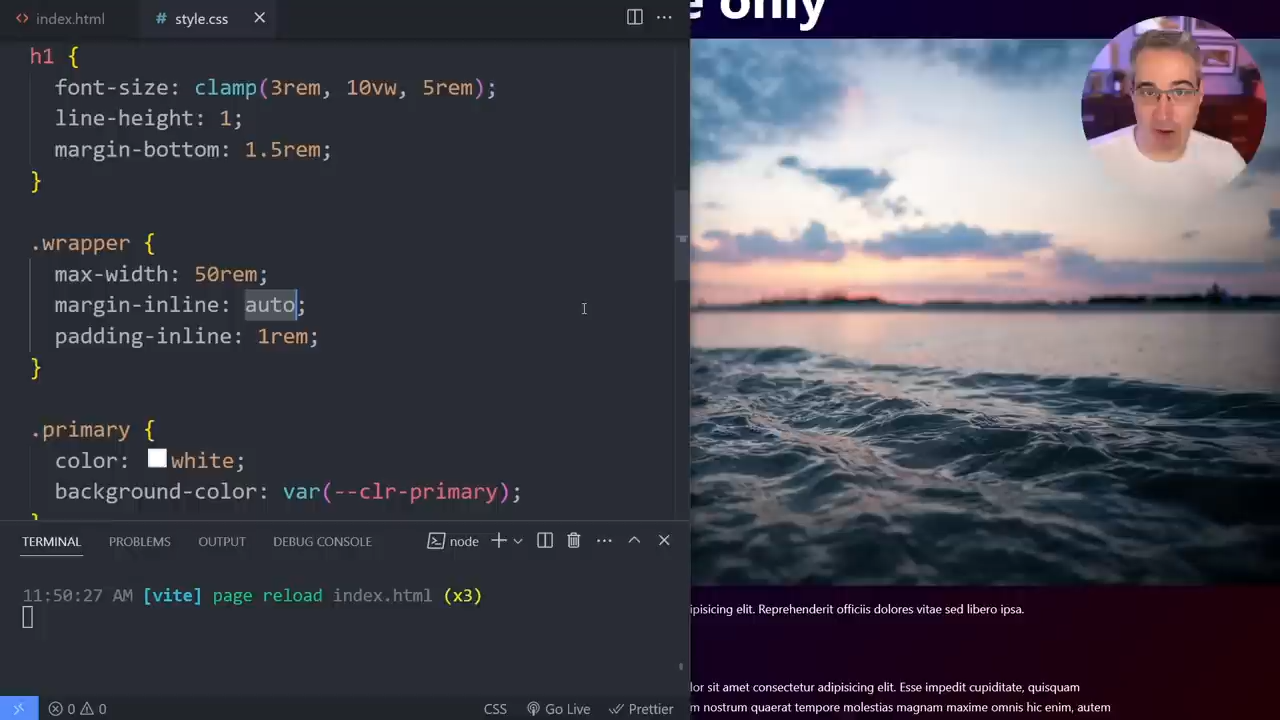 index.html
style.css
h1 {
font-size: clamp(3rem, 10vw, 5rem);
line-height: 1;
margin-bottom: 1.5rem;
}
.wrapper {
max-width: 50rem;
margin-inline: auto;
padding-inline: 1rem;
}
.primary {
color: white;
background-color: var(--clr-primary);
TERMINAL PROBLEMS OUTPUT DEBUG CONSOLE node
11:50:27 AM [vite] page reload index.html (x3)
0 0 CSS Go Live Prettier
e only
ipisicing elit. Reprehenderit officiis dolores vitae sed libero ipsa.
lor sit amet consectetur adipisicing elit. Esse impedit cupiditate, quisquam
m nostrum quaerat tempore molestias magnam maxime omnis hic enim, autem